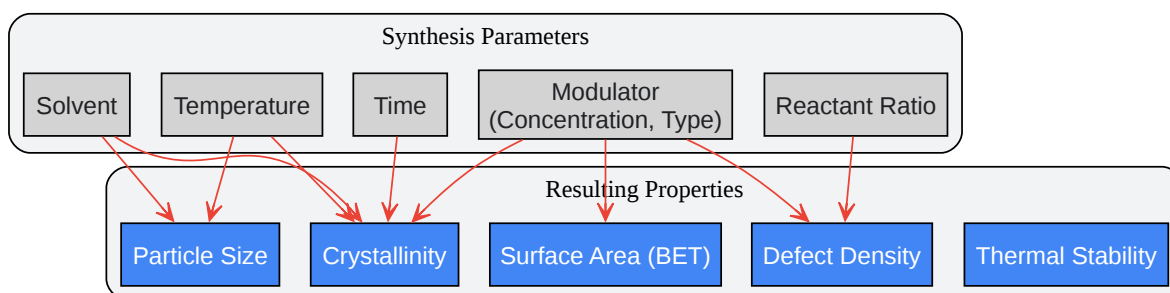 Synthesis Parameters
Solvent
Temperature
Time
Modulator
(Concentration, Type)
Reactant Ratio
Resulting Properties
Particle Size
Crystallinity
Surface Area (BET)
Defect Density
Thermal Stability